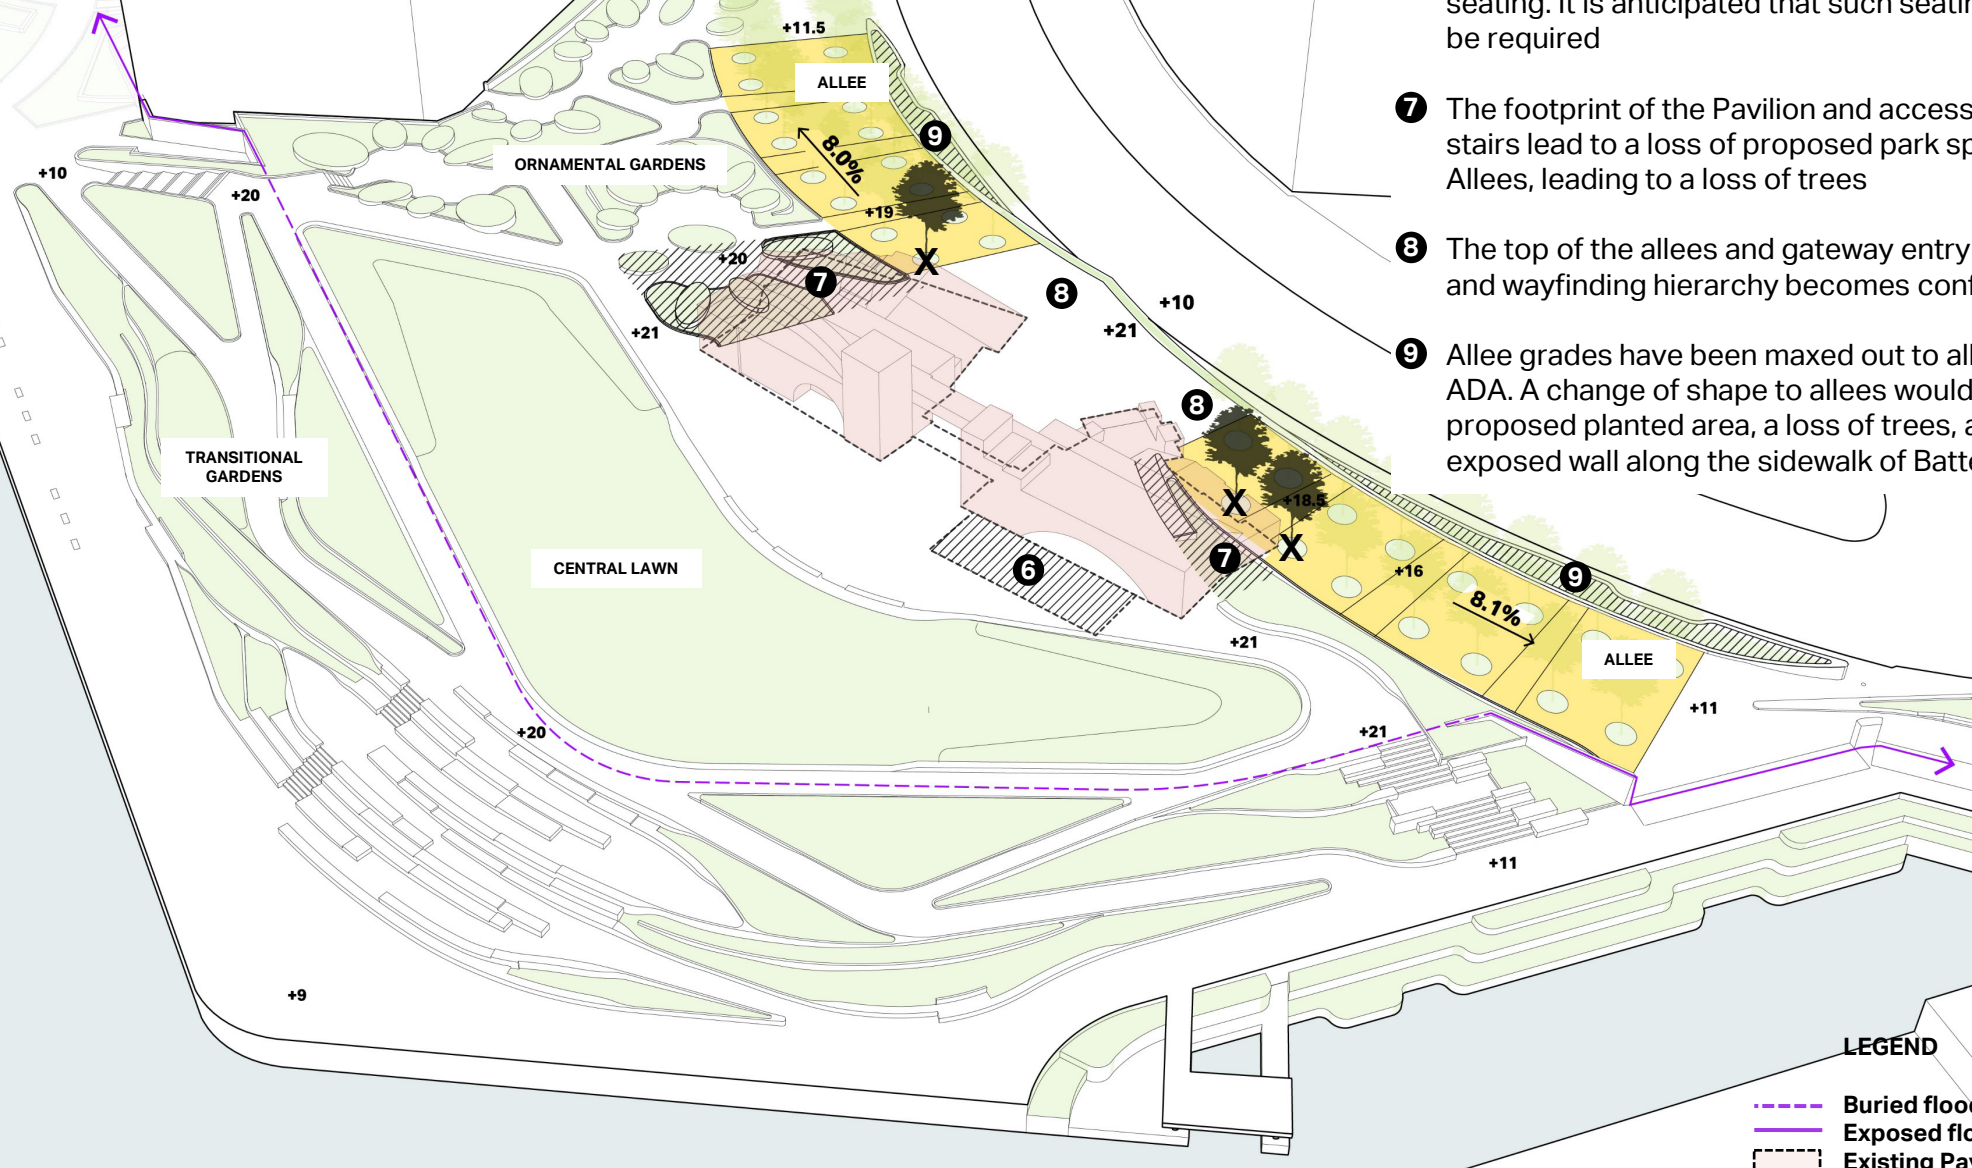 seating. It is anticipated that such seatin
be required
7 The footprint of the Pavilion and access
stairs lead to a loss of proposed park sp
Allees, leading to a loss of trees
8 The top of the allees and gateway entry
and wayfinding hierarchy becomes conf
9 Allee grades have been maxed out to all
ADA. A change of shape to allees would
proposed planted area, a loss of trees, a
exposed wall along the sidewalk of Batte
+11.5
ALLEE
9
8.0%
ORNAMENTAL GARDENS
+10
+20
+19
X
+20
7
8
+10
+21
+21
8
TRANSITIONAL
GARDENS
X
+18.5
X
CENTRAL LAWN
6
7
+16
9
8.1%
+21
ALLEE
+11
+20
+21
+11
+9
LEGEND
Buried flood
Exposed flo
Existing Pav